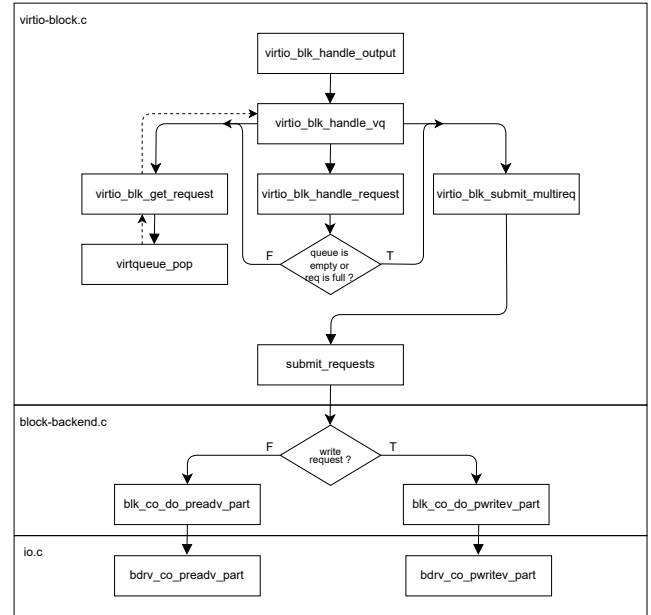 virtio-block.c
virtio_blk_handle_output
virtio_blk_handle_vq
virtio_blk_get_request
virtio_blk_handle_request
virtio_blk_submit_multireq
F
queue is
empty or
req is full ?
T
virtqueue_pop
submit_requests
block-backend.c
F
write
request ?
T
blk_co_do_preadv_part
blk_co_do_pwritev_part
io.c
bdrv_co_preadv_part
bdrv_co_pwritev_part